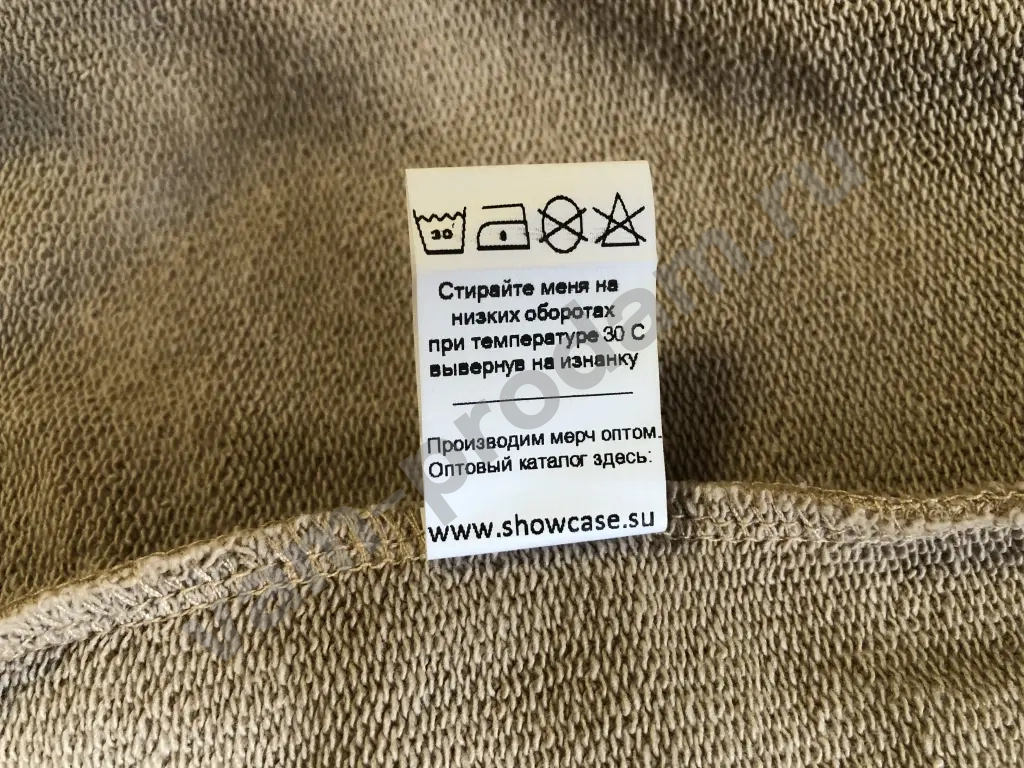 30
Стирайте меня на
низких оборотах
при температуре 30 С
вывернув на изнанку
Производим мерч оптом.
Оптовый каталог здесь:
www.showcase.su